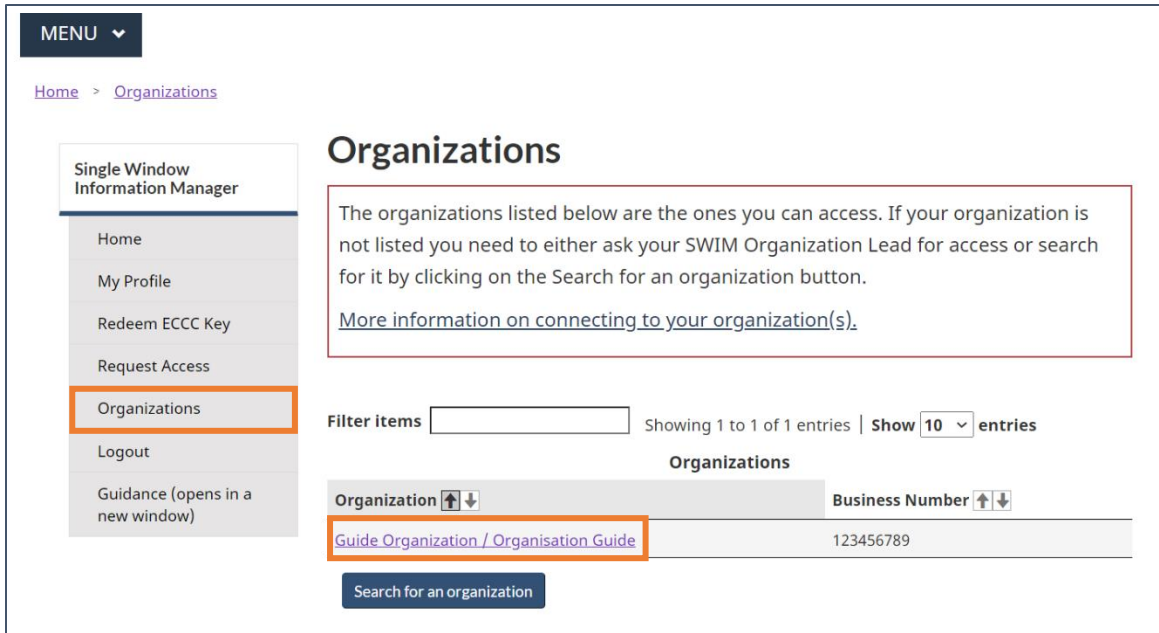 MENU
Home > Organizations
Single Window
Information Manager
Home
My Profile
Redeem ECCC Key
Request Access
Organizations
Logout
Guidance (opens in a
new window)
Organizations
The organizations listed below are the ones you can access. If your organization is
not listed you need to either ask your SWIM Organization Lead for access or search
for it by clicking on the Search for an organization button.
More information on connecting to your organization(s).
Filter items Showing 1 to 1 of 1 entries | Show 10 entries
Organizations
Organization Business Number
Guide Organization / Organisation Guide 123456789
Search for an organization